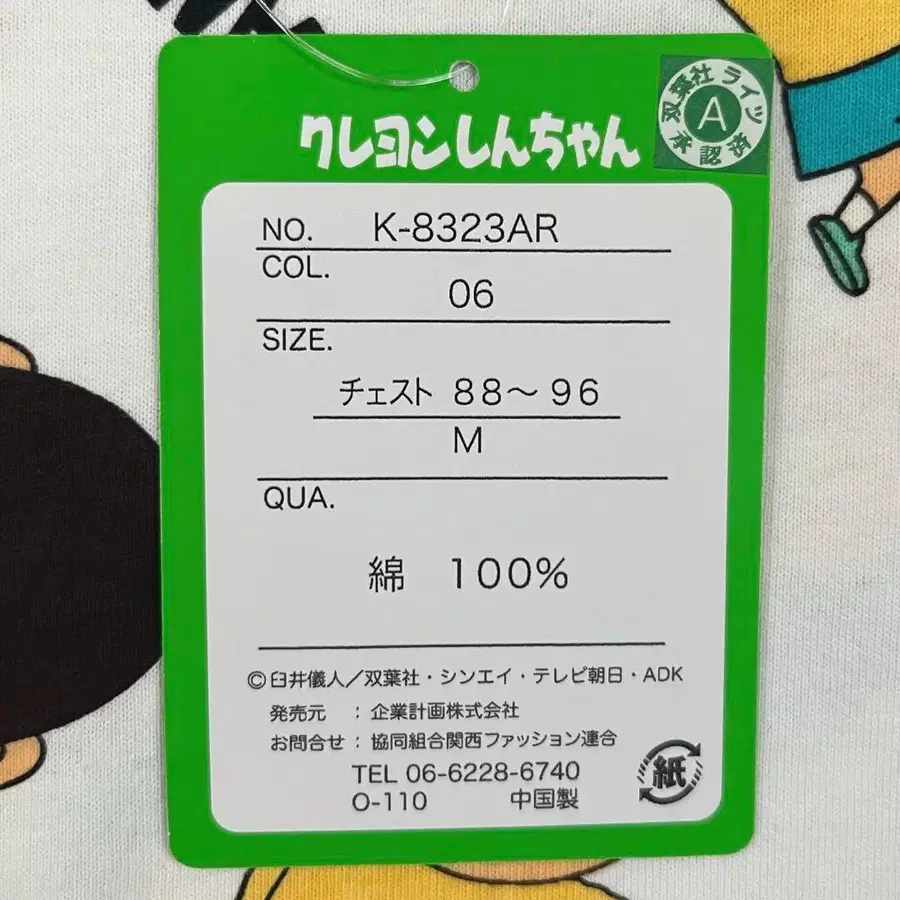 クレヨンしんちゃん
双葉社ライツ
A
承認済
NO. K-8323AR
COL.
06
SIZE.
チェスト 88〜96
M
QUA.
綿 100%
©臼井儀人／双葉社・シンエイ・テレビ朝日・ADK
発売元 ：企業計画株式会社
お問合せ：協同組合関西ファッション連合
TEL 06-6228-6740
O-110 中国製
紙